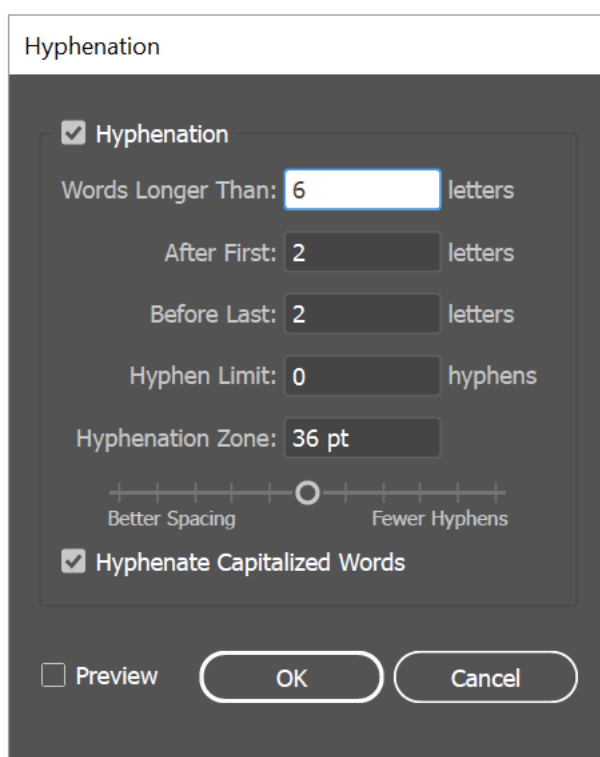 Hyphenation
Hyphenation
Words Longer Than: 6 letters
After First: 2 letters
Before Last: 2 letters
Hyphen Limit: 0 hyphens
Hyphenation Zone: 36 pt
Better Spacing Fewer Hyphens
Hyphenate Capitalized Words
Preview OK Cancel